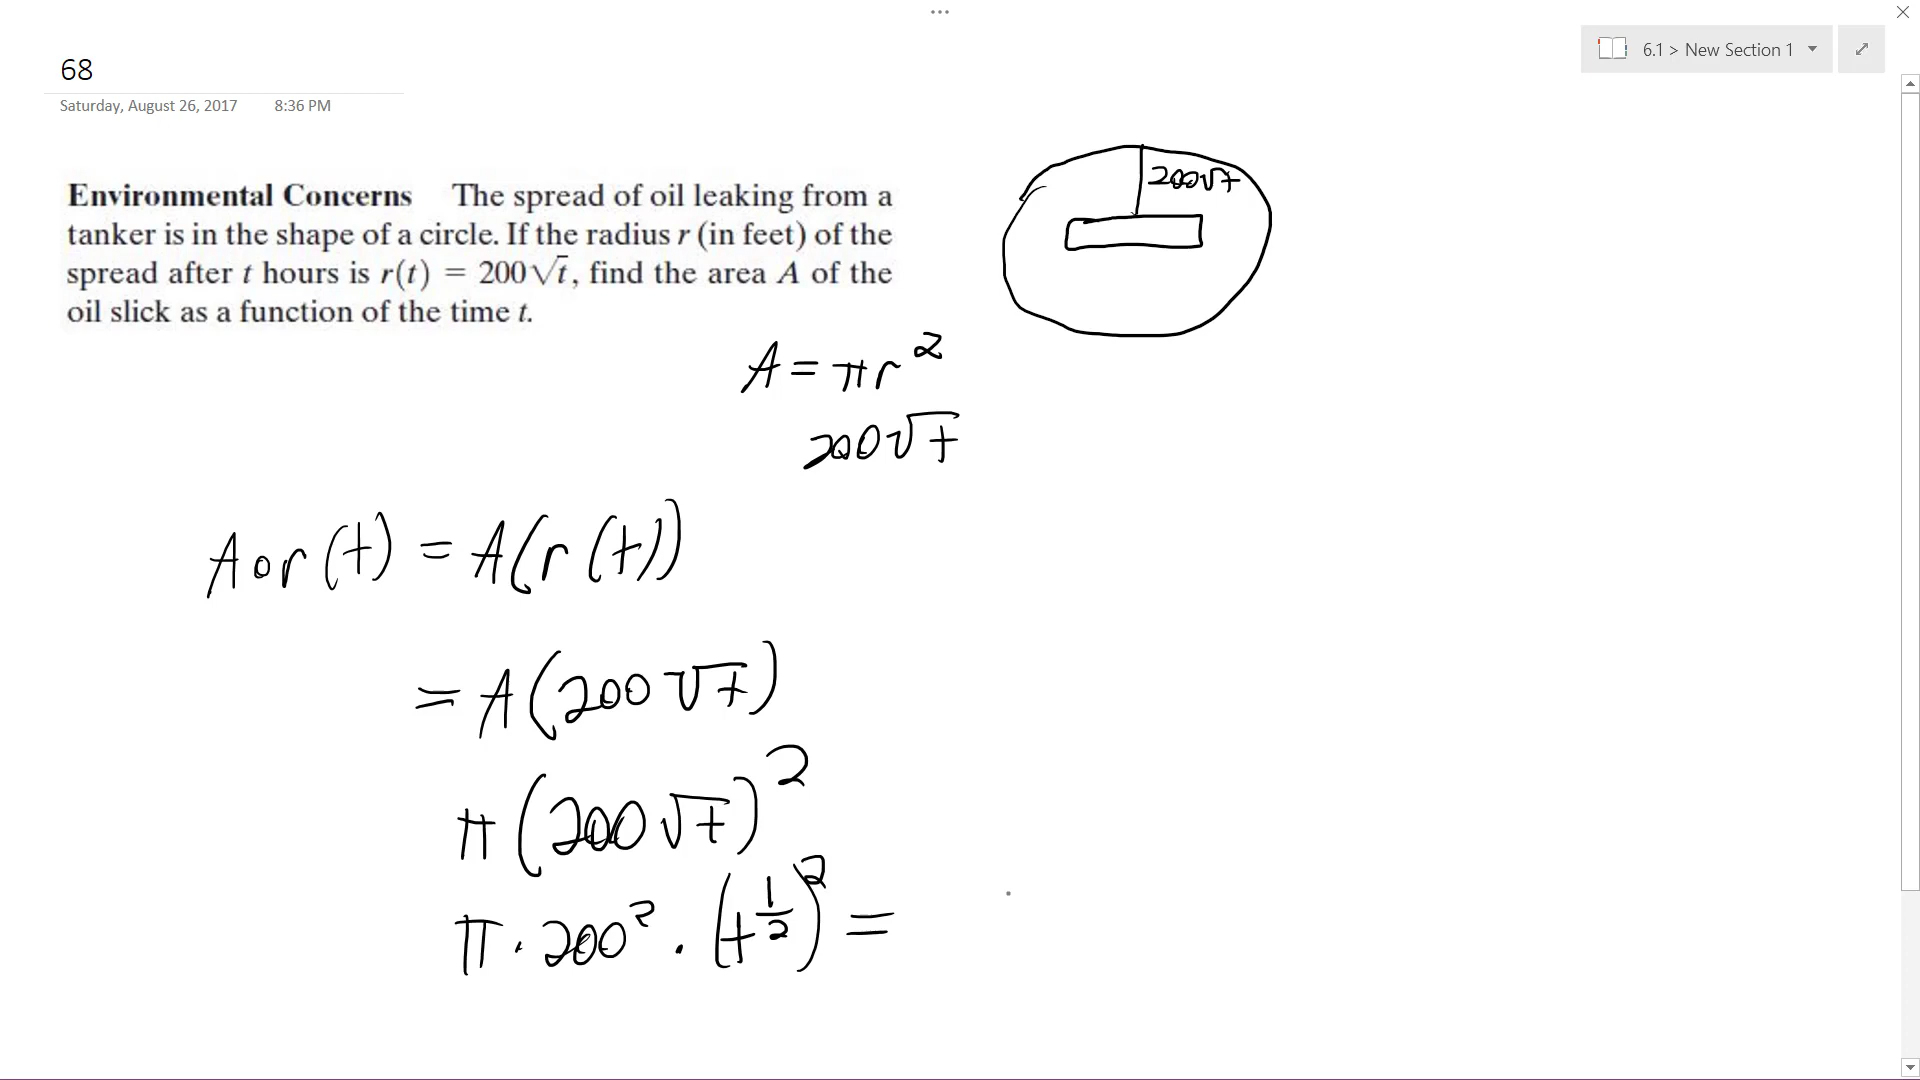 6.1 > New Section 1
68
Saturday, August 26, 2017 8:36 PM
Environmental Concerns The spread of oil leaking from a
tanker is in the shape of a circle. If the radius r (in feet) of the
spread after t hours is r(t) = 200√t, find the area A of the
oil slick as a function of the time t.
200√t
A = πr²
200√t
A∘r(t) = A(r(t))
= A(200√t)
π(200√t)²
π · 200² · (t^(1/2))² =